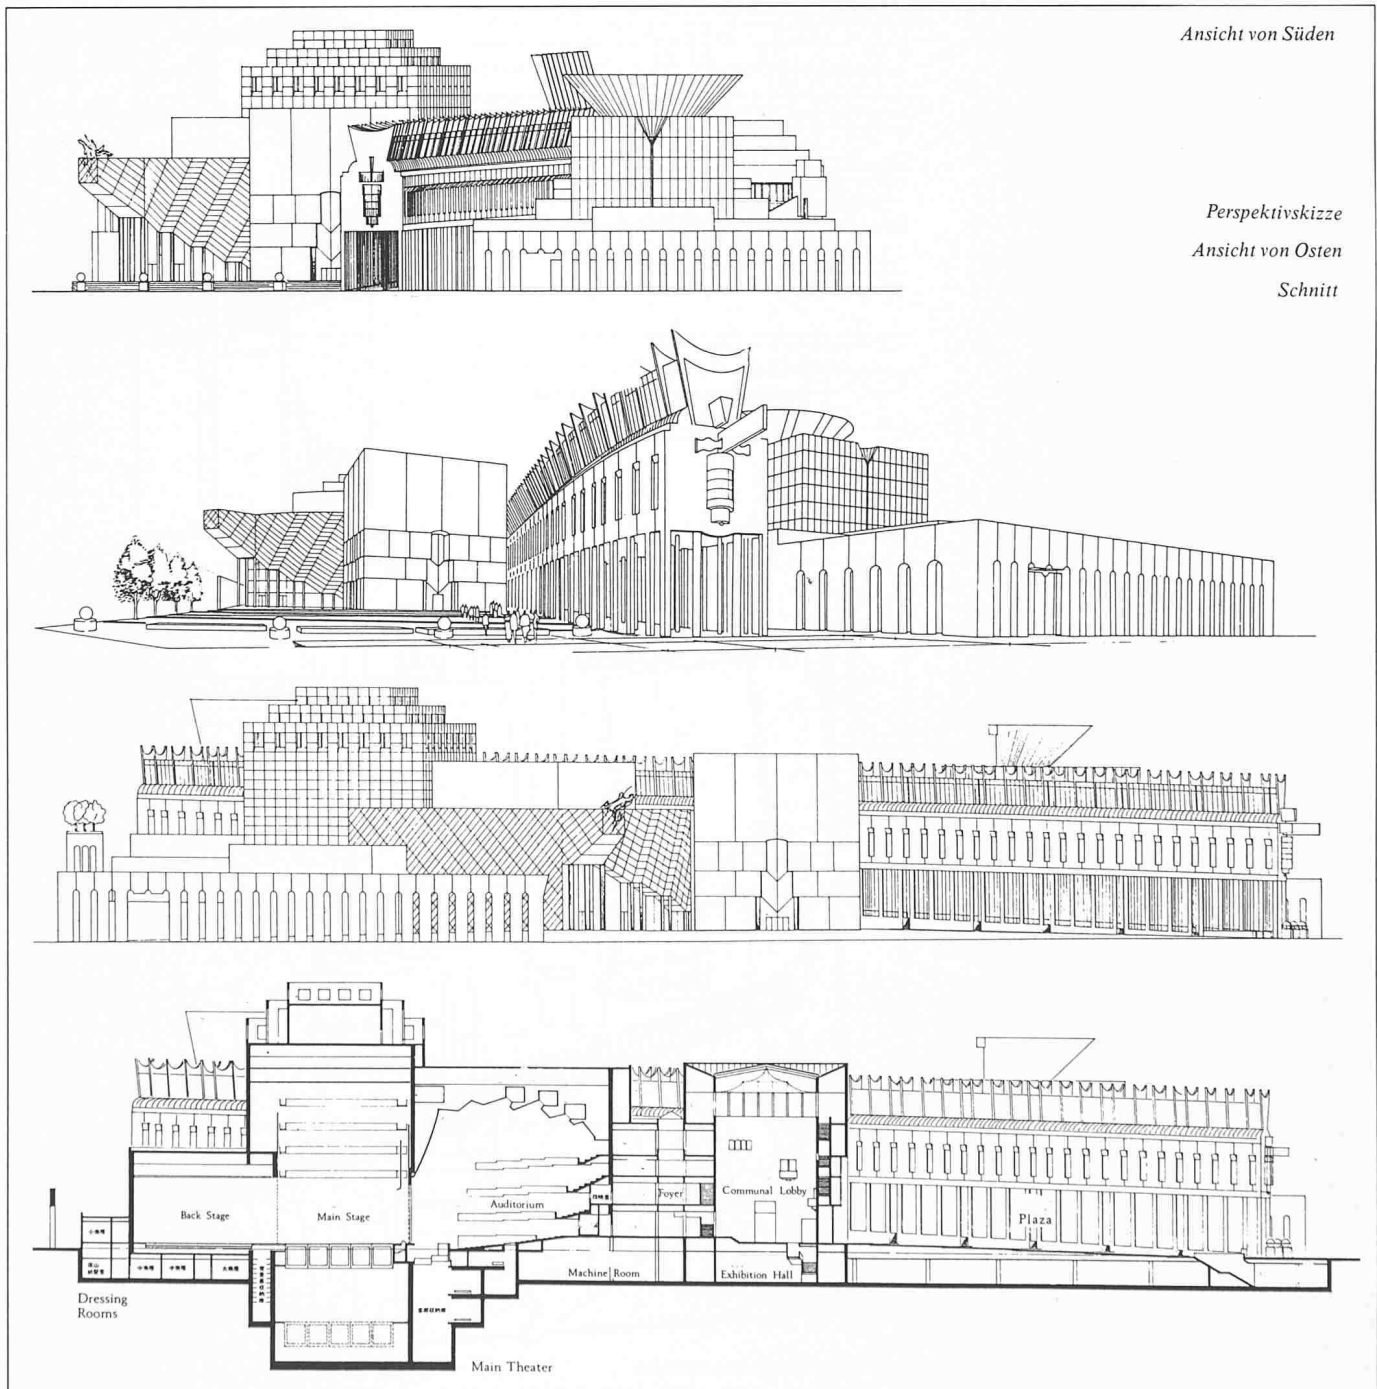 Ansicht von Süden
Perspektivskizze
Ansicht von Osten
Schnitt
Back Stage
Main Stage
Auditorium
Foyer
Communal Lobby
Plaza
Machine Room
Exhibition Hall
Dressing
Rooms
Main Theater